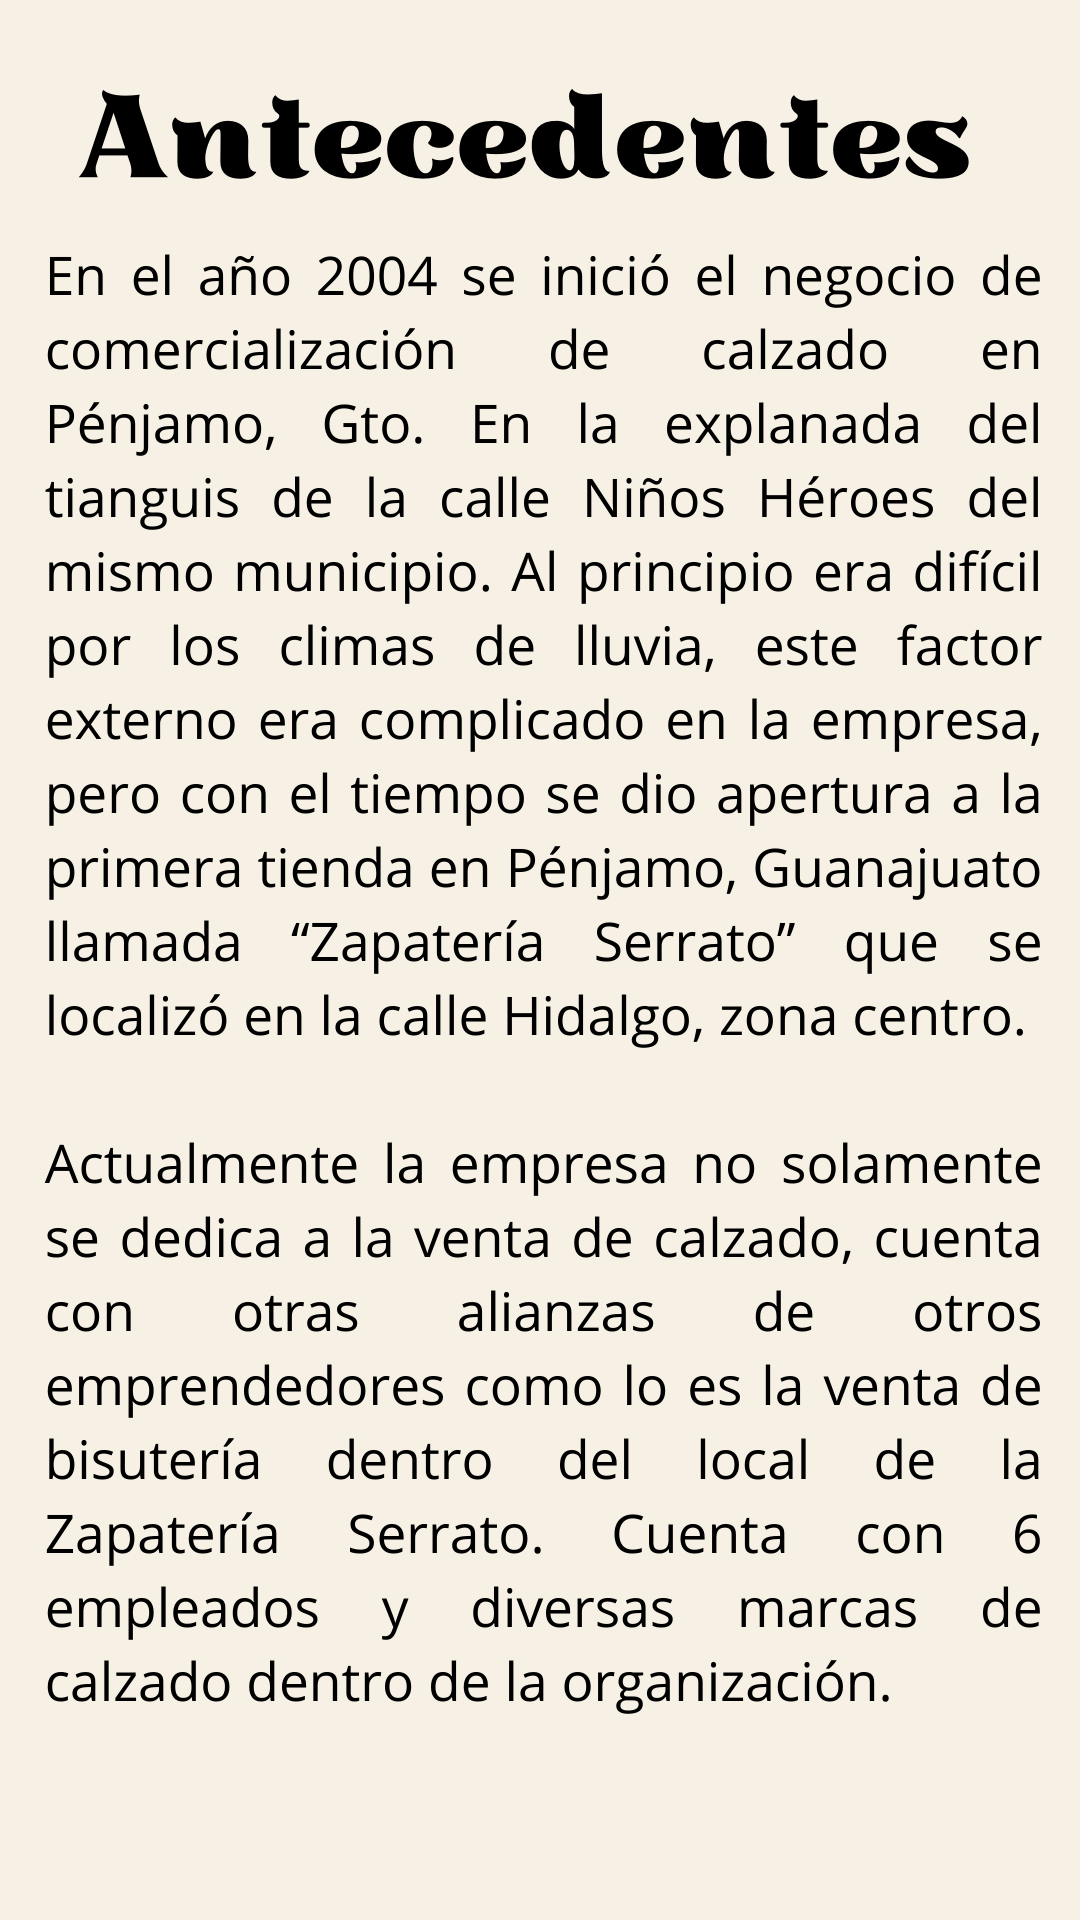 Antecedentes
En el año 2004 se inició el negocio de
comercialización de calzado en
Pénjamo, Gto. En la explanada del
tianguis de la calle Niños Héroes del
mismo municipio. Al principio era difícil
por los climas de lluvia, este factor
externo era complicado en la empresa,
pero con el tiempo se dio apertura a la
primera tienda en Pénjamo, Guanajuato
llamada “Zapatería Serrato” que se
localizó en la calle Hidalgo, zona centro.
Actualmente la empresa no solamente
se dedica a la venta de calzado, cuenta
con otras alianzas de otros
emprendedores como lo es la venta de
bisutería dentro del local de la
Zapatería Serrato. Cuenta con 6
empleados y diversas marcas de
calzado dentro de la organización.